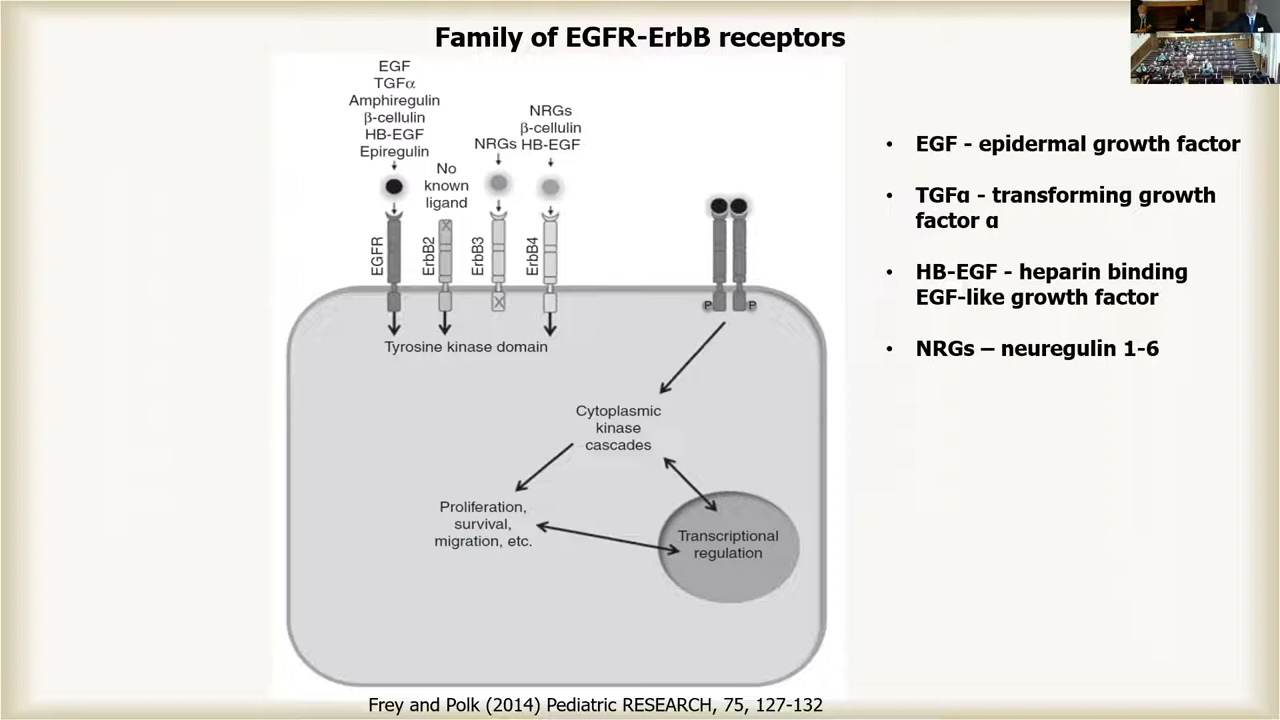 Family of EGFR-ErbB receptors
EGF
TGFα
Amphiregulin
β-cellulin
HB-EGF
Epiregulin
No
known
ligand
NRGs
NRGs
β-cellulin
HB-EGF
EGFR
ErbB2
ErbB3
ErbB4
P
P
Tyrosine kinase domain
Cytoplasmic
kinase
cascades
Proliferation,
survival,
migration, etc.
Transcriptional
regulation
• EGF - epidermal growth factor
• TGFα - transforming growth
factor α
• HB-EGF - heparin binding
EGF-like growth factor
• NRGs – neuregulin 1-6
Frey and Polk (2014) Pediatric RESEARCH, 75, 127-132